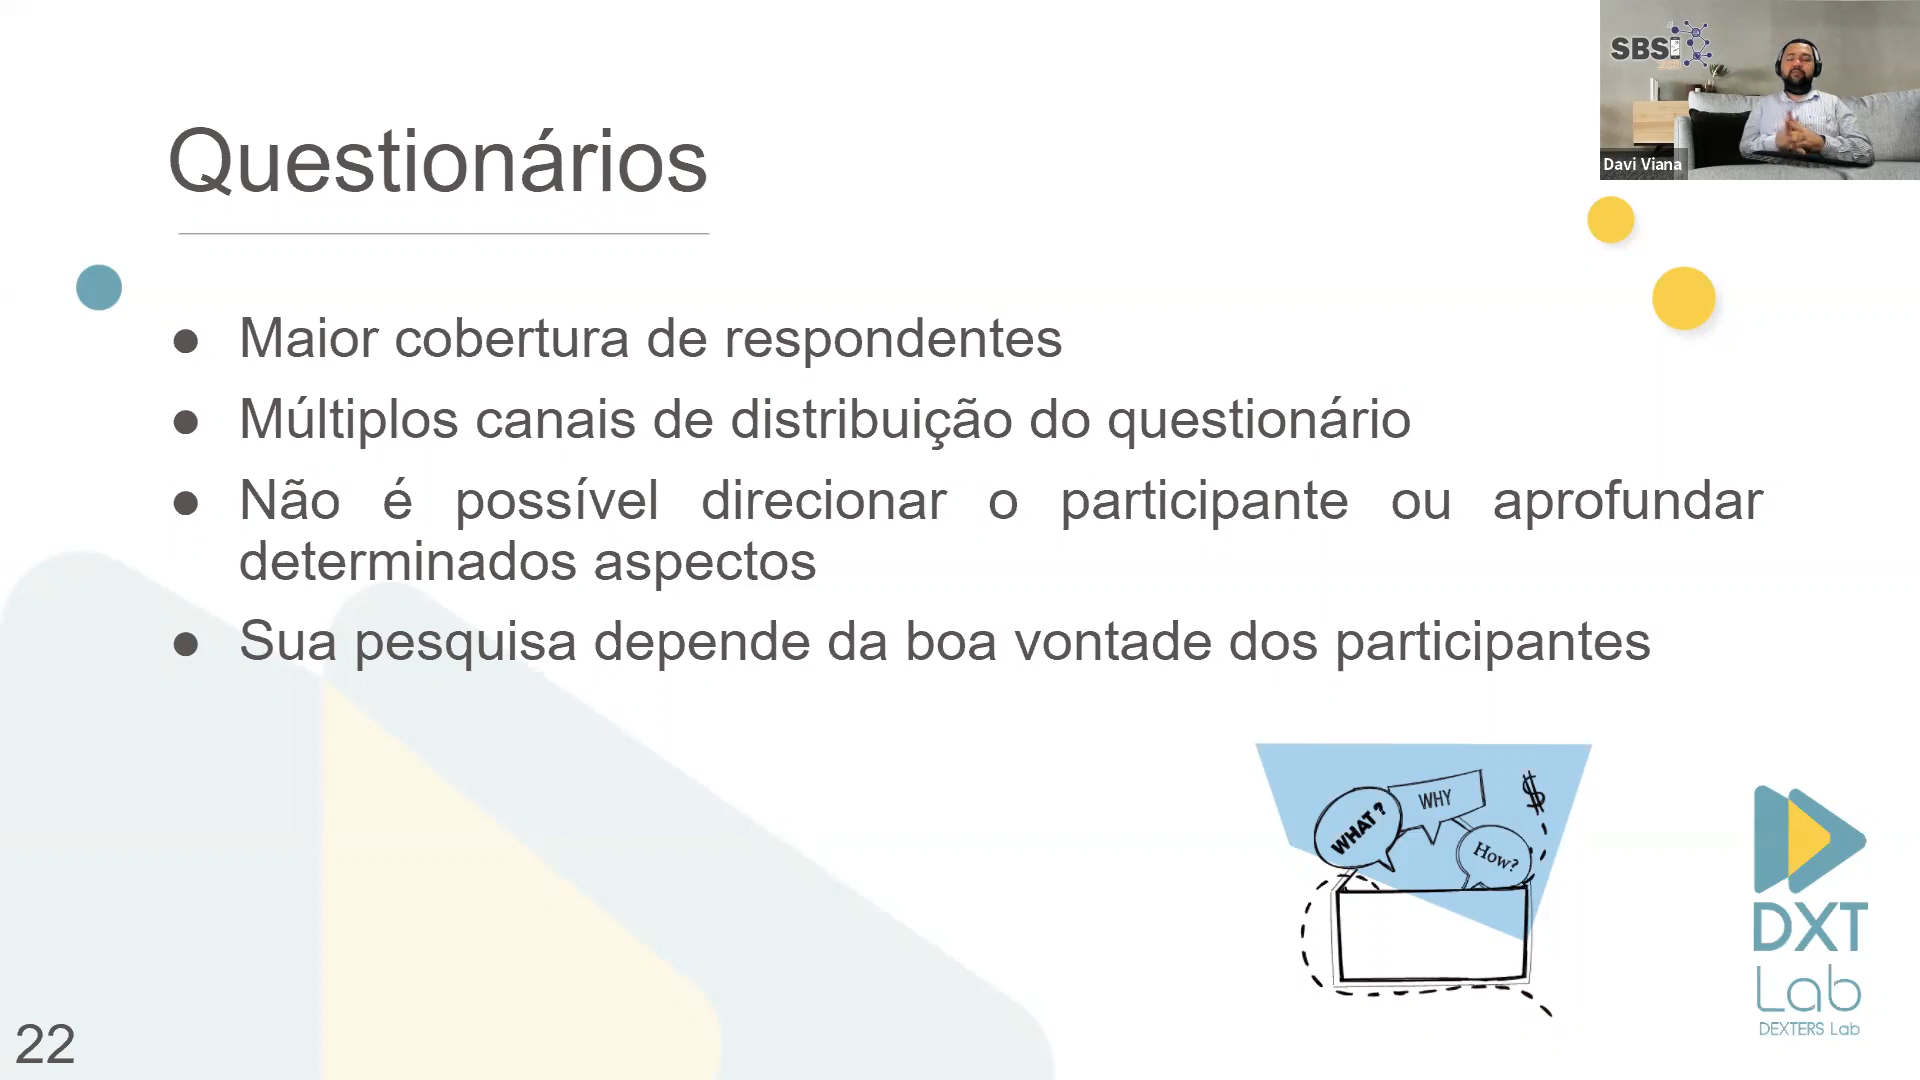 SBSI
Davi Viana
Questionários
● Maior cobertura de respondentes
● Múltiplos canais de distribuição do questionário
● Não é possível direcionar o participante ou aprofundar
determinados aspectos
● Sua pesquisa depende da boa vontade dos participantes
WHAT?
WHY
$
How?
DXT
Lab
DEXTERS Lab
22